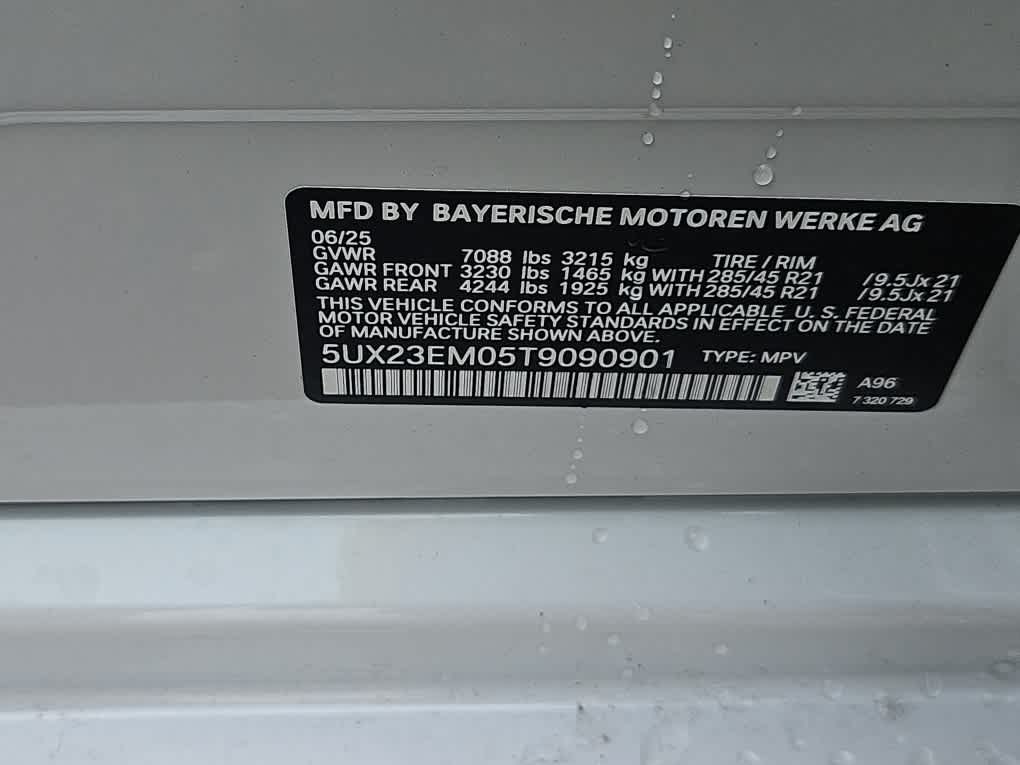 MFD BY BAYERISCHE MOTOREN WERKE AG
06/25
GVWR 7088 lbs 3215 kg TIRE / RIM
GAWR FRONT 3230 lbs 1465 kg WITH 285/45 R21 /9.5Jx21
GAWR REAR 4244 lbs 1925 kg WITH 285/45 R21 /9.5Jx21
THIS VEHICLE CONFORMS TO ALL APPLICABLE U. S. FEDERAL
MOTOR VEHICLE SAFETY STANDARDS IN EFFECT ON THE DATE
OF MANUFACTURE SHOWN ABOVE.
5UX23EM05T9090901 TYPE: MPV
A96
7 320 729